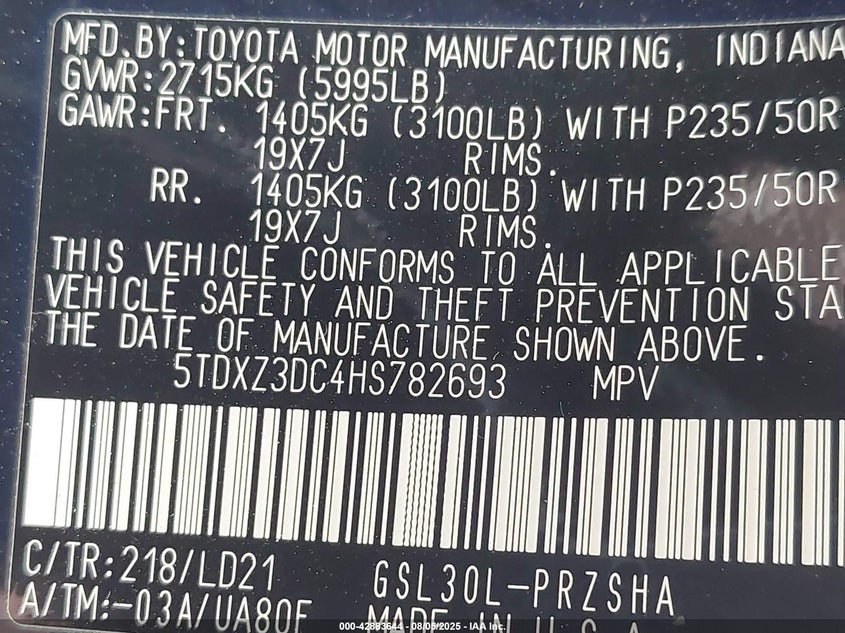 MFD.BY:TOYOTA MOTOR MANUFACTURING, INDIANA
GVWR:2715KG (5995LB)
GAWR:FRT. 1405KG (3100LB) WITH P235/50R
19X7J RIMS.
RR. 1405KG (3100LB) WITH P235/50R
19X7J RIMS.
THIS VEHICLE CONFORMS TO ALL APPLICABLE
VEHICLE SAFETY AND THEFT PREVENTION STA
THE DATE OF MANUFACTURE SHOWN ABOVE.
5TDXZ3DC4HS782693 MPV
C/TR:218/LD21 GSL30L-PRZSHA
A/TM:-03A/UA80F MADE IN U.S.A.
000-42883644 - 08/05/2025 - IAA Inc.